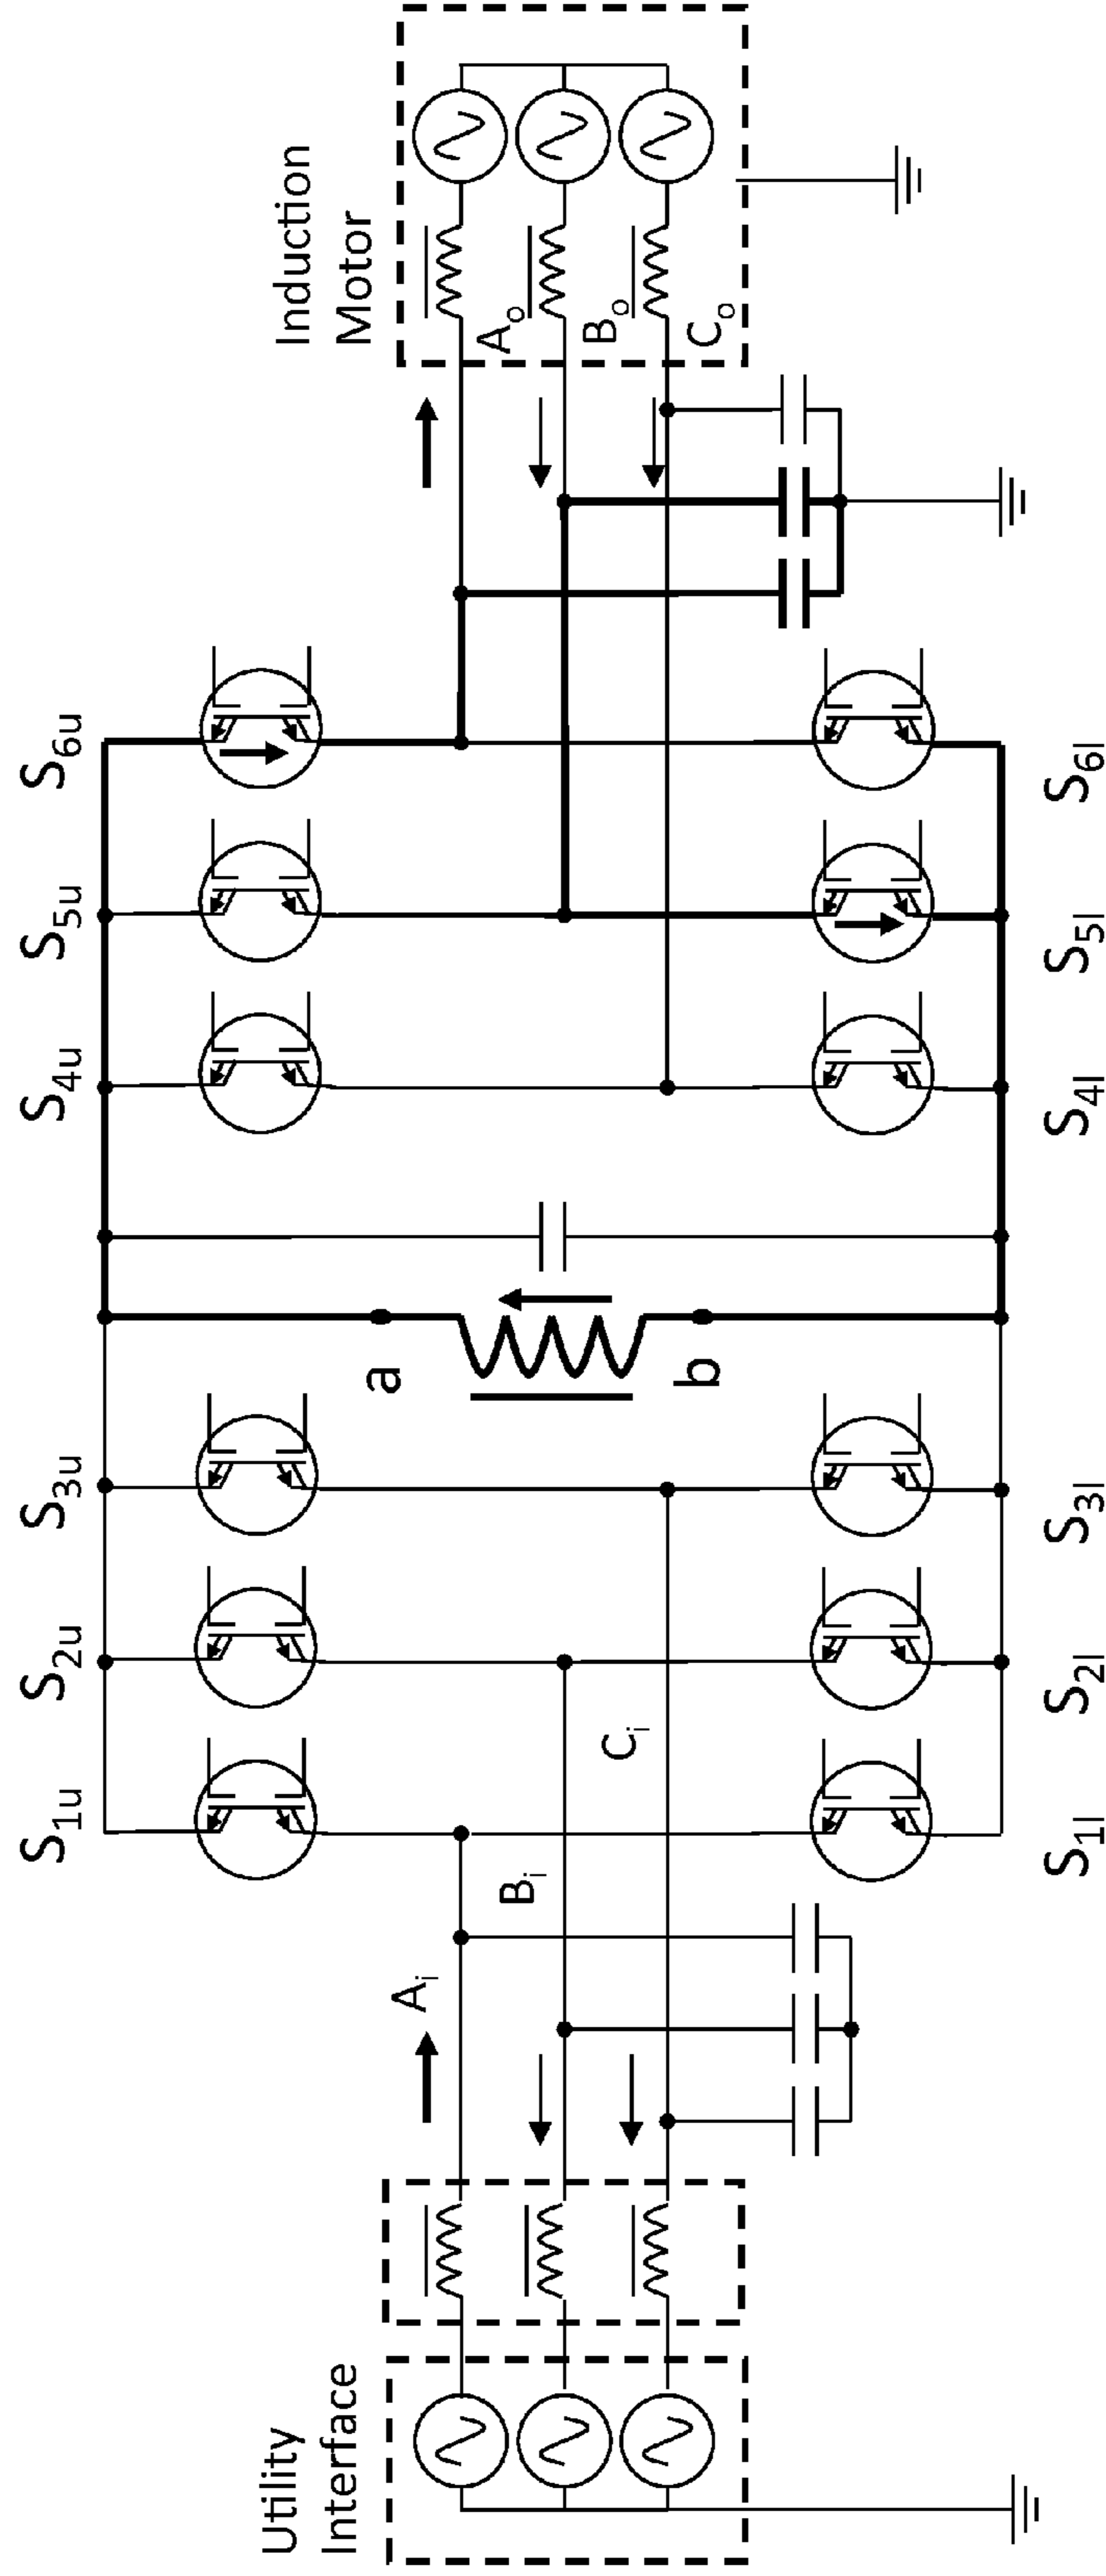 Utility
Interface
Induction
Motor
S1u
S2u
S3u
S4u
S5u
S6u
Ai
Bi
Ci
a
b
Ao
Bo
Co
S1l
S2l
S3l
S4l
S5l
S6l